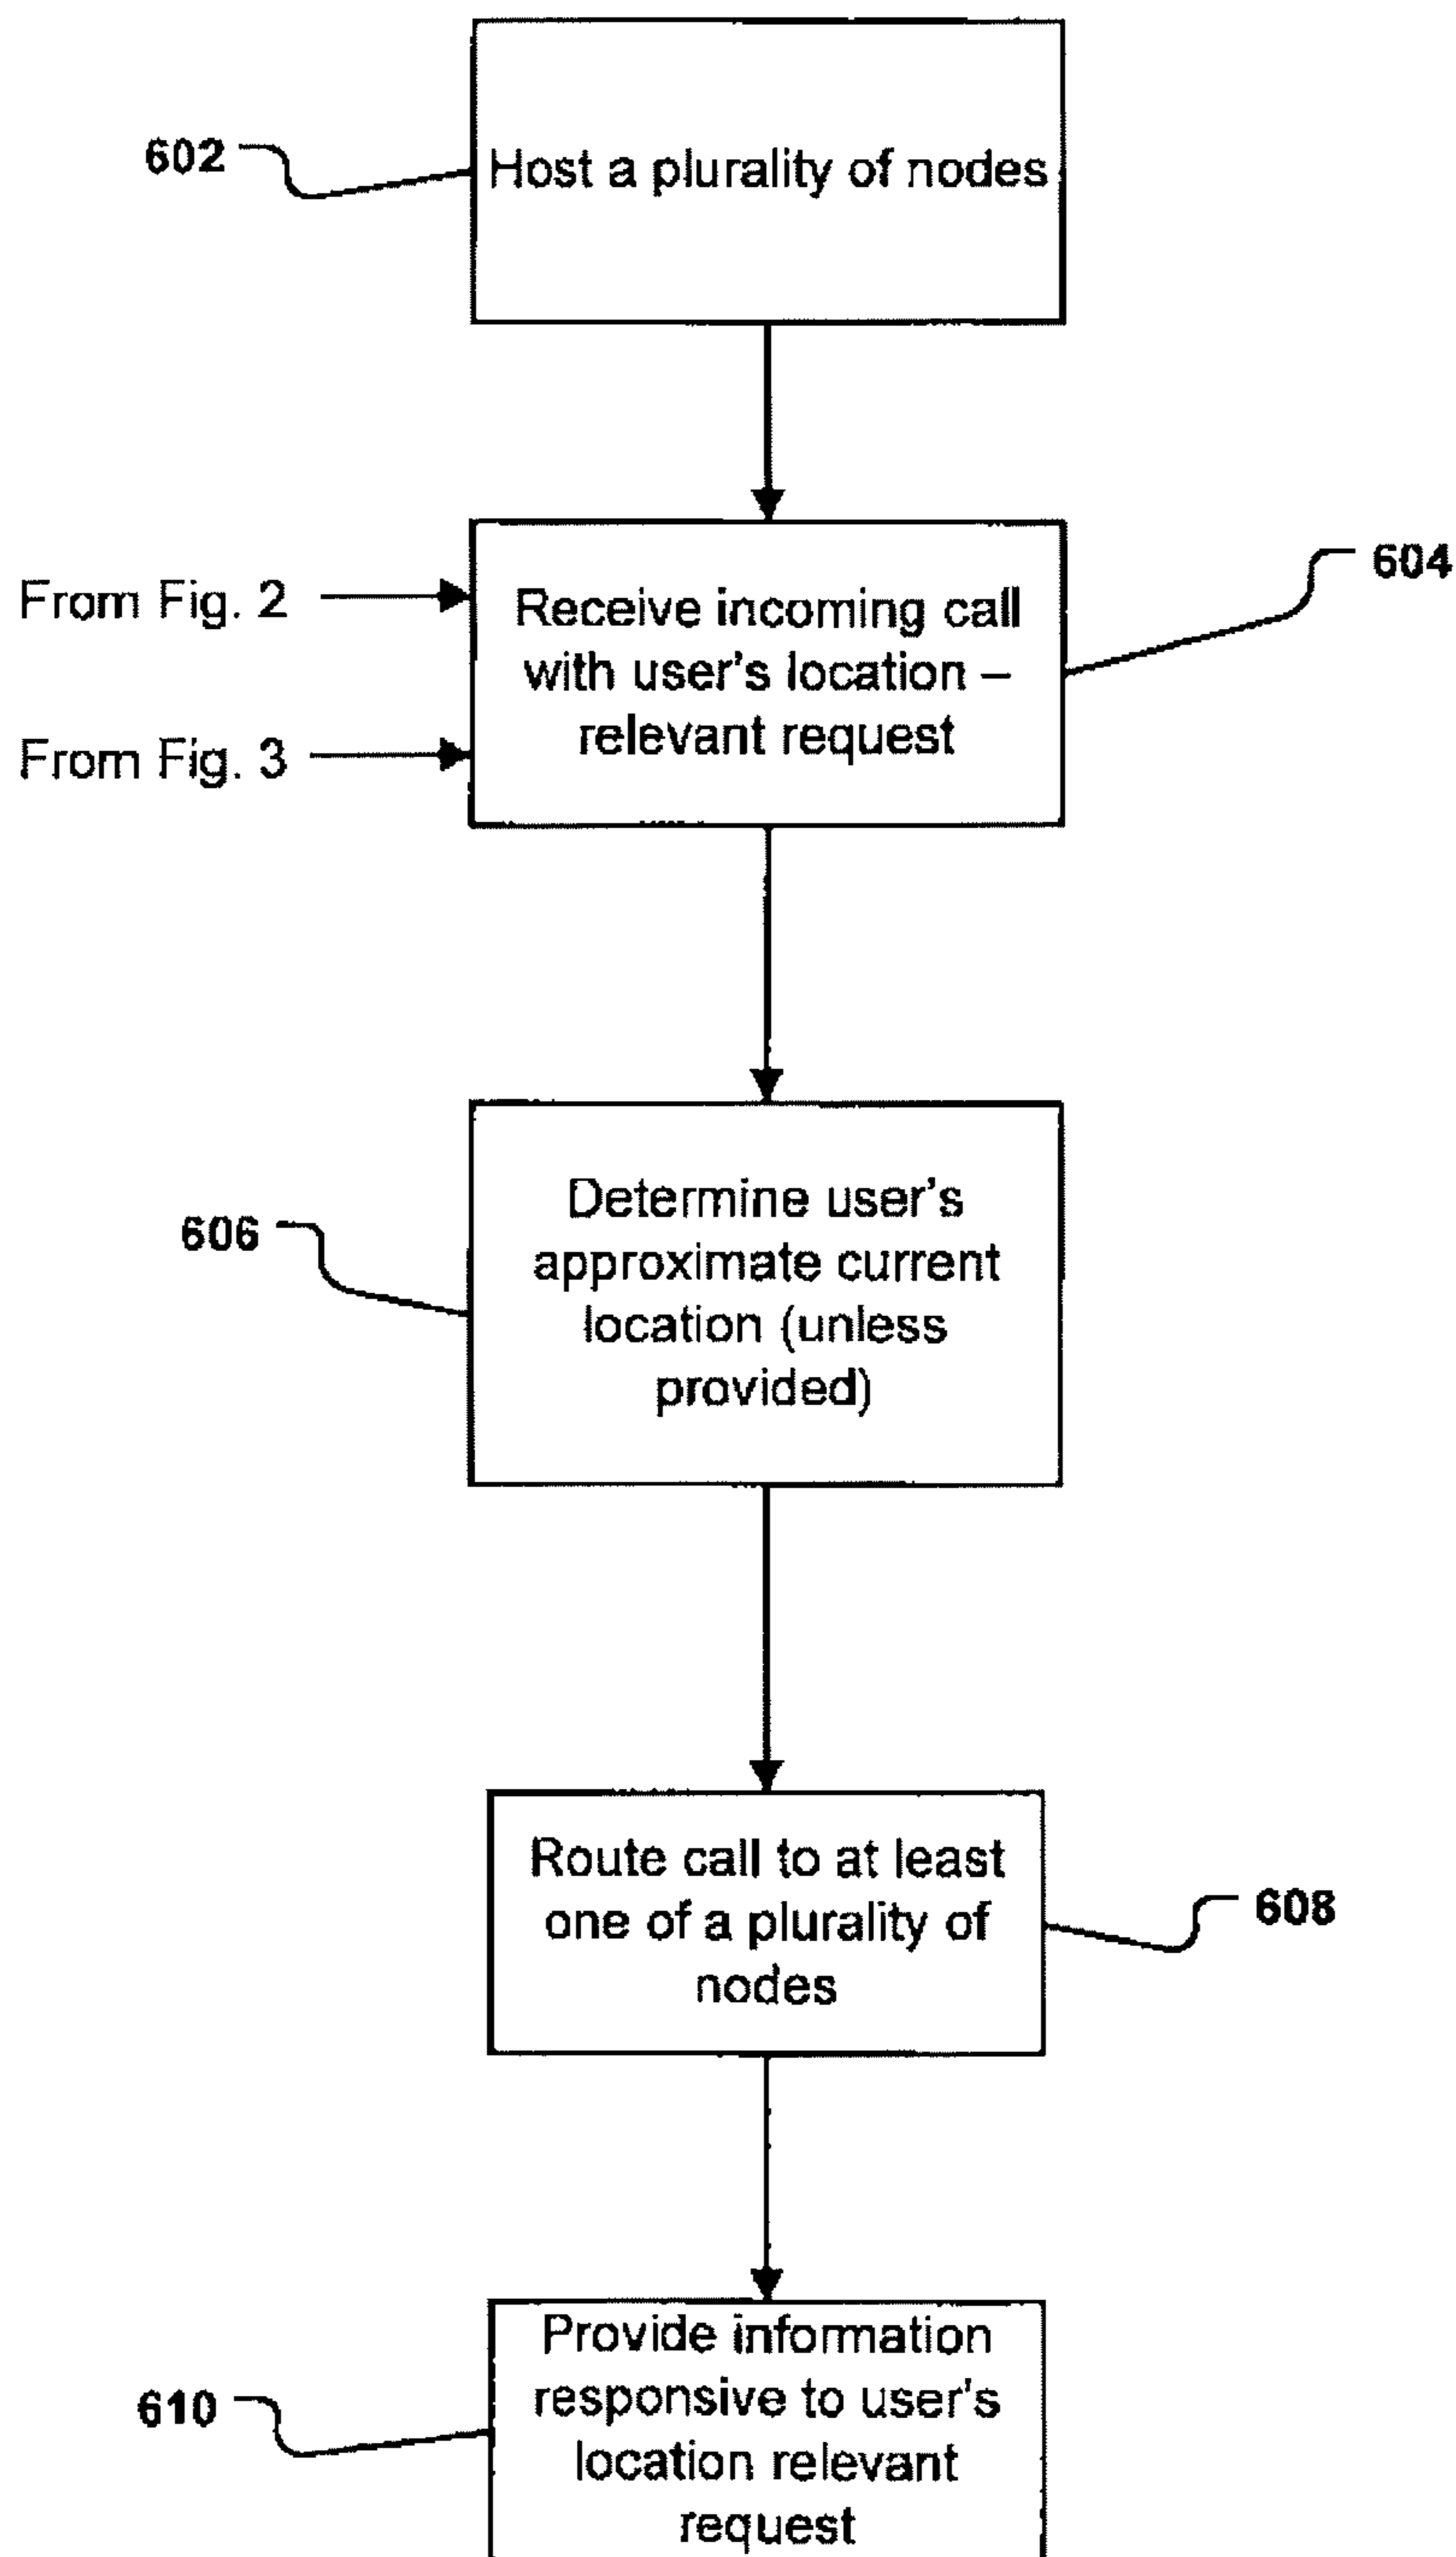 602
Host a plurality of nodes
604
From Fig. 2
Receive incoming call
with user's location –
relevant request
From Fig. 3
606
Determine user's
approximate current
location (unless
provided)
Route call to at least
one of a plurality of
nodes
608
Provide information
responsive to user's
location relevant
request
610